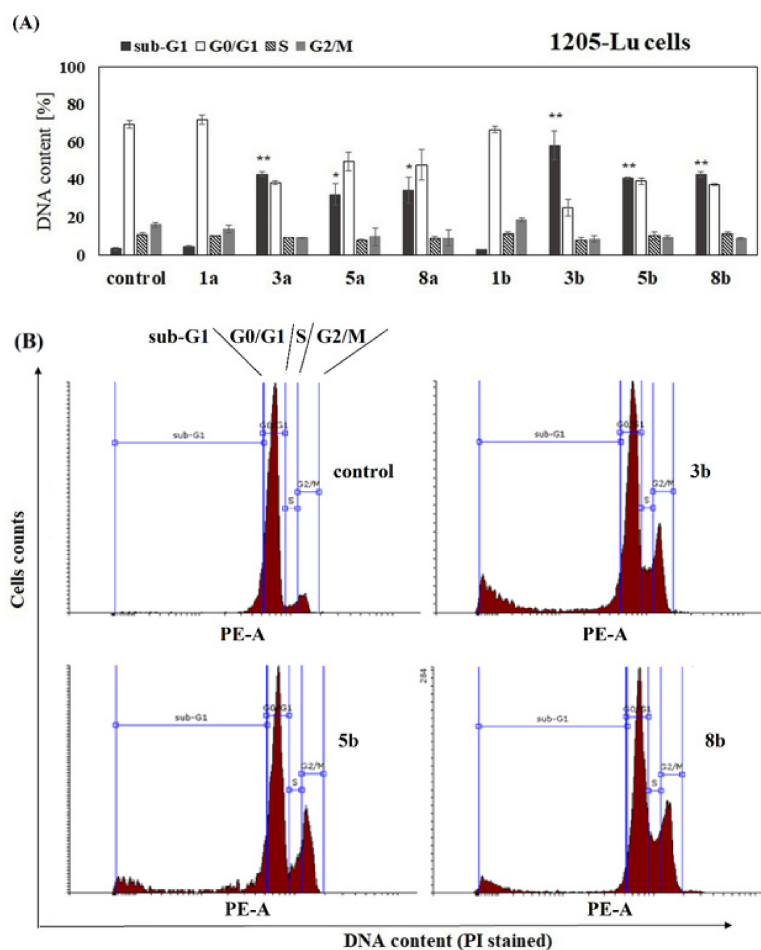 (A)
1205-Lu cells
sub-G1 G0/G1 S G2/M
DNA content [%]
100
80
60
40
20
0
** * * ** ** **
control 1a 3a 5a 8a 1b 3b 5b 8b
(B)
sub-G1 G0/G1 S G2/M
Cells counts
sub-G1
G0/G1
S
G2/M
control
PE-A
sub-G1
G0/G1
S
G2/M
3b
PE-A
sub-G1
G0/G1
S
G2/M
5b
PE-A
284
sub-G1
G0/G1
S
G2/M
8b
PE-A
DNA content (PI stained)